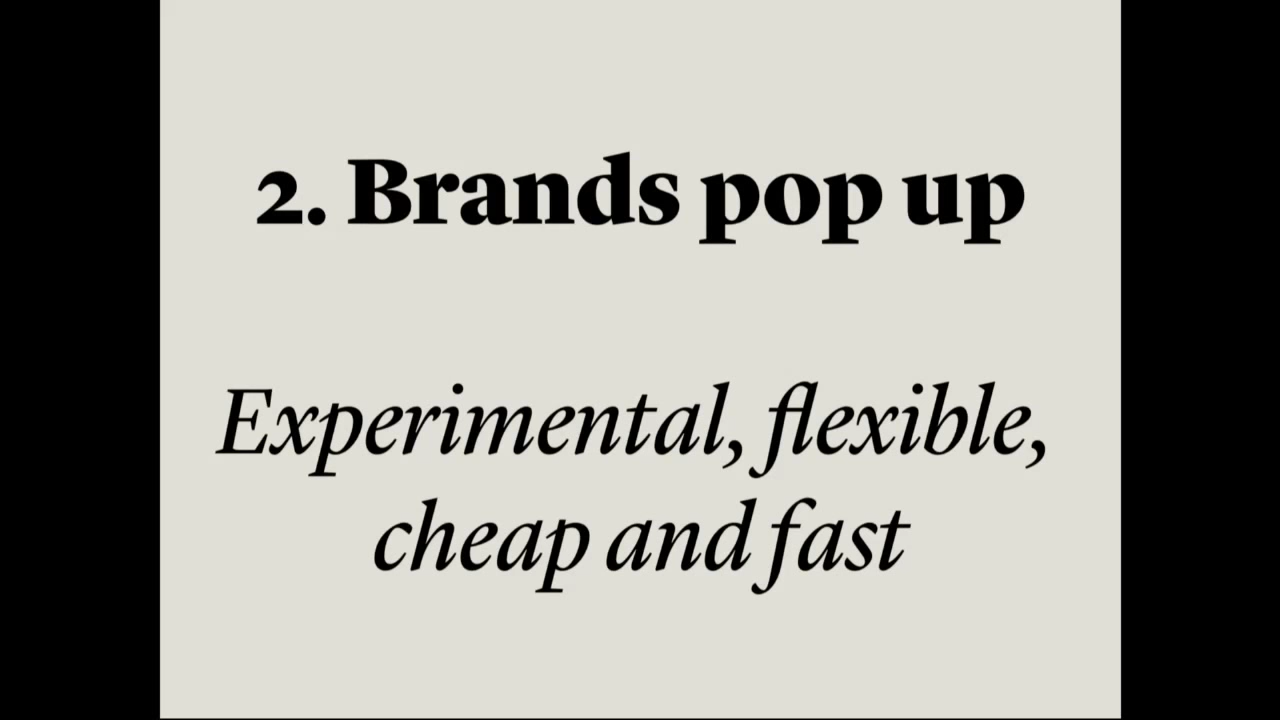 2. Brands pop up
Experimental, flexible,
cheap and fast